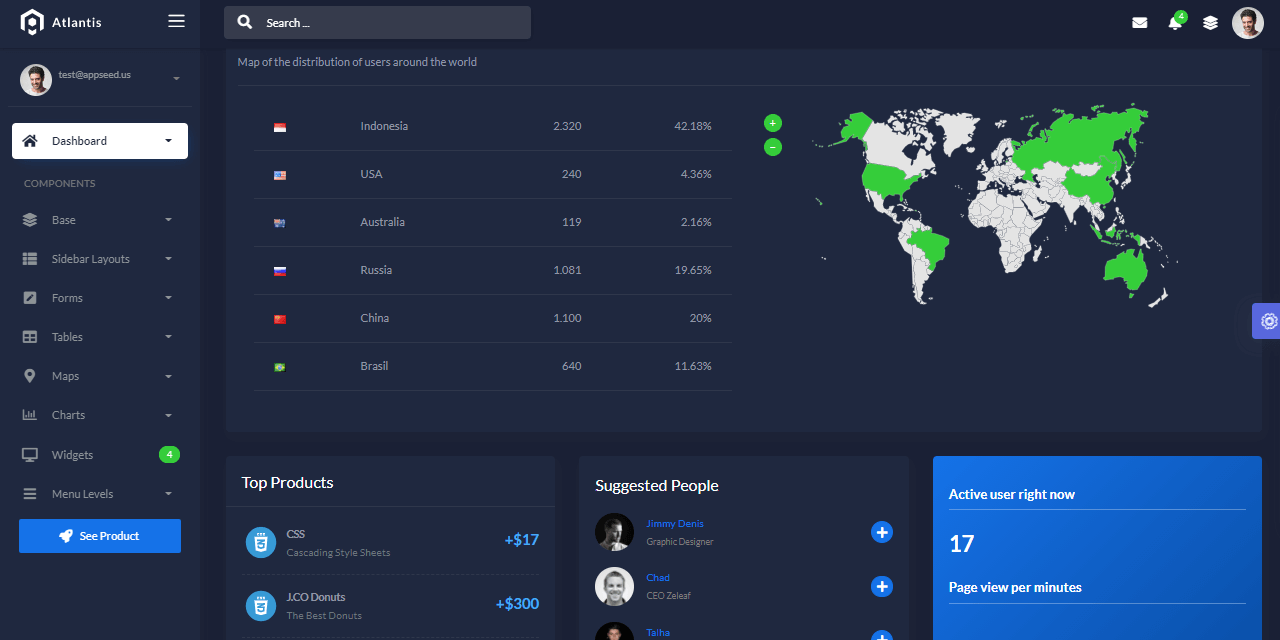 Atlantis
Search ...
4
test@appseed.us
Dashboard
COMPONENTS
Base
Sidebar Layouts
Forms
Tables
Maps
Charts
Widgets 4
Menu Levels
See Product
Map of the distribution of users around the world
Indonesia 2.320 42.18%
USA 240 4.36%
Australia 119 2.16%
Russia 1.081 19.65%
China 1.100 20%
Brasil 640 11.63%
+
−
Top Products
CSS
Cascading Style Sheets
+$17
J.CO Donuts
The Best Donuts
+$300
Suggested People
Jimmy Denis
Graphic Designer
Chad
CEO Zeleaf
Talha
Active user right now
17
Page view per minutes